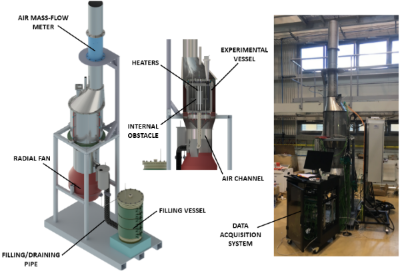 AIR MASS-FLOW
METER
HEATERS
EXPERIMENTAL
VESSEL
INTERNAL
OBSTACLE
RADIAL FAN
AIR CHANNEL
FILLING VESSEL
FILLING/DRAINING
PIPE
DATA
ACQUISITION
SYSTEM